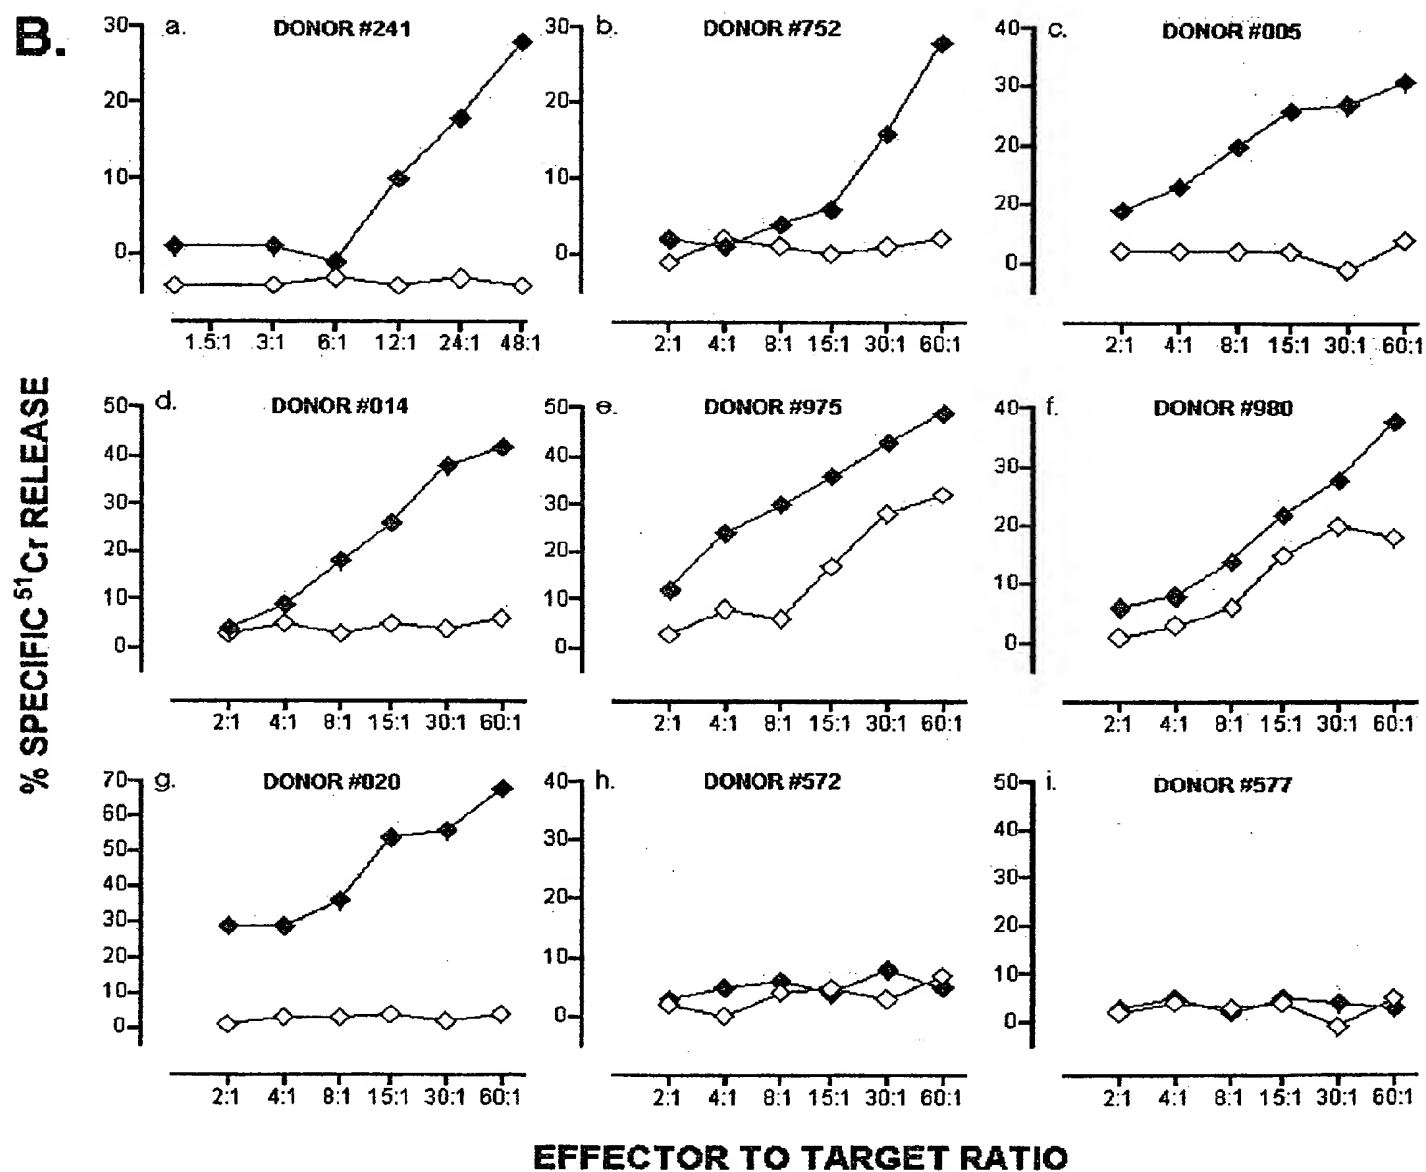 B.
a. DONOR #241
30
20
10
0
1.5:1 3:1 6:1 12:1 24:1 48:1
b. DONOR #752
30
20
10
0
2:1 4:1 8:1 15:1 30:1 60:1
c. DONOR #005
40
30
20
20
0
2:1 4:1 8:1 15:1 30:1 60:1
d. DONOR #014
50
40
30
20
10
0
2:1 4:1 8:1 15:1 30:1 60:1
e. DONOR #975
50
40
30
20
10
0
2:1 4:1 8:1 15:1 30:1 60:1
f. DONOR #980
40
30
20
10
0
2:1 4:1 8:1 15:1 30:1 60:1
g. DONOR #020
70
60
50
40
30
20
10
0
2:1 4:1 8:1 15:1 30:1 60:1
h. DONOR #572
40
30
20
10
0
2:1 4:1 8:1 15:1 30:1 60:1
i. DONOR #577
50
40
30
20
10
0
2:1 4:1 8:1 15:1 30:1 60:1
% SPECIFIC ⁵¹Cr RELEASE
EFFECTOR TO TARGET RATIO